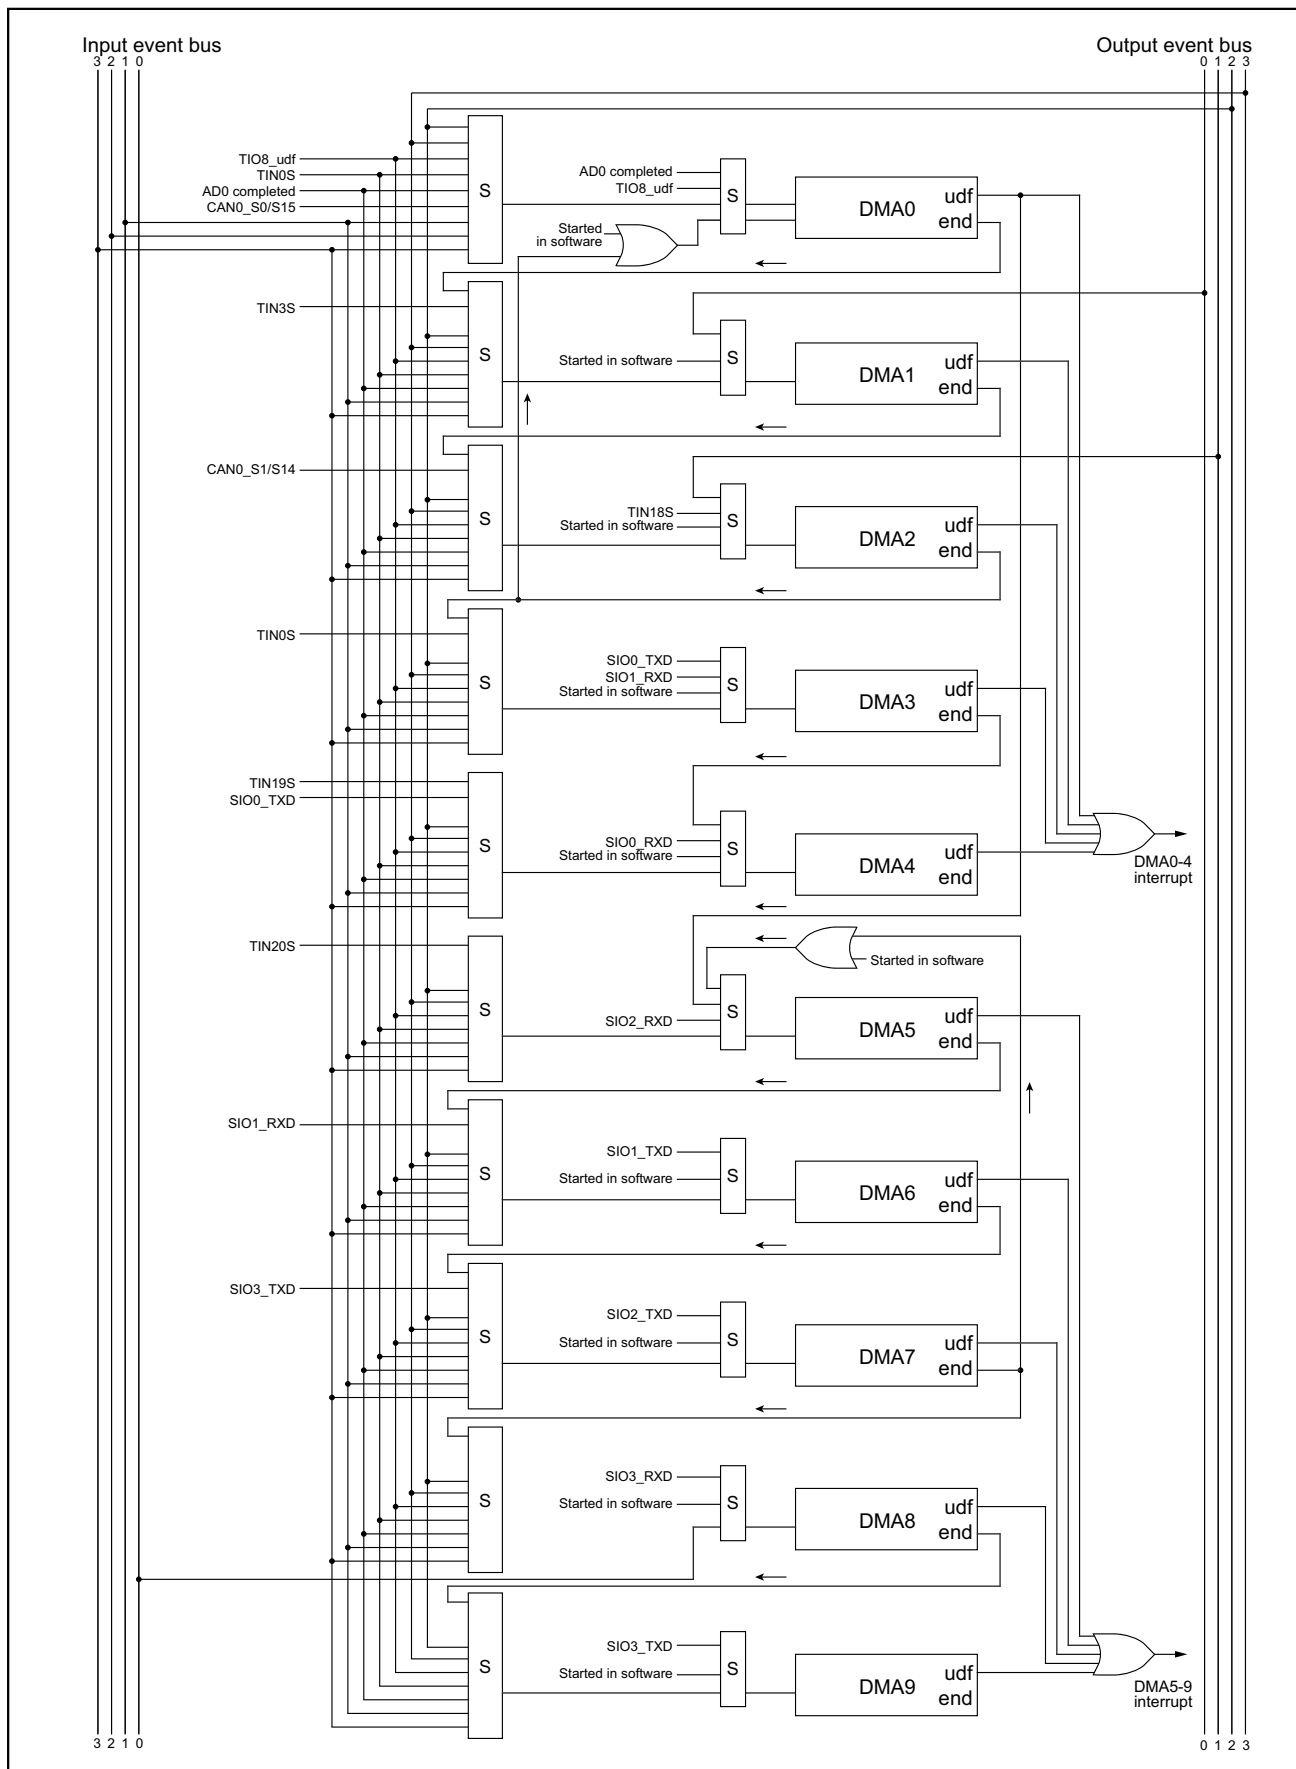 Input event bus
Output event bus
3 2 1 0
0 1 2 3
TIO8_udf
TIN0S
AD0 completed
CAN0_S0/S15
S
AD0 completed
TIO8_udf
S
Started
in software
DMA0
udf
end
TIN3S
S
Started in software
S
DMA1
udf
end
CAN0_S1/S14
S
TIN18S
Started in software
S
DMA2
udf
end
TIN0S
S
SIO0_TXD
SIO1_RXD
Started in software
S
DMA3
udf
end
TIN19S
SIO0_TXD
S
SIO0_RXD
Started in software
S
DMA4
udf
end
DMA0-4
interrupt
TIN20S
S
Started in software
SIO2_RXD
S
DMA5
udf
end
SIO1_RXD
S
SIO1_TXD
Started in software
S
DMA6
udf
end
SIO3_TXD
S
SIO2_TXD
Started in software
S
DMA7
udf
end
S
SIO3_RXD
Started in software
S
DMA8
udf
end
S
SIO3_TXD
Started in software
S
DMA9
udf
end
DMA5-9
interrupt
3 2 1 0
0 1 2 3